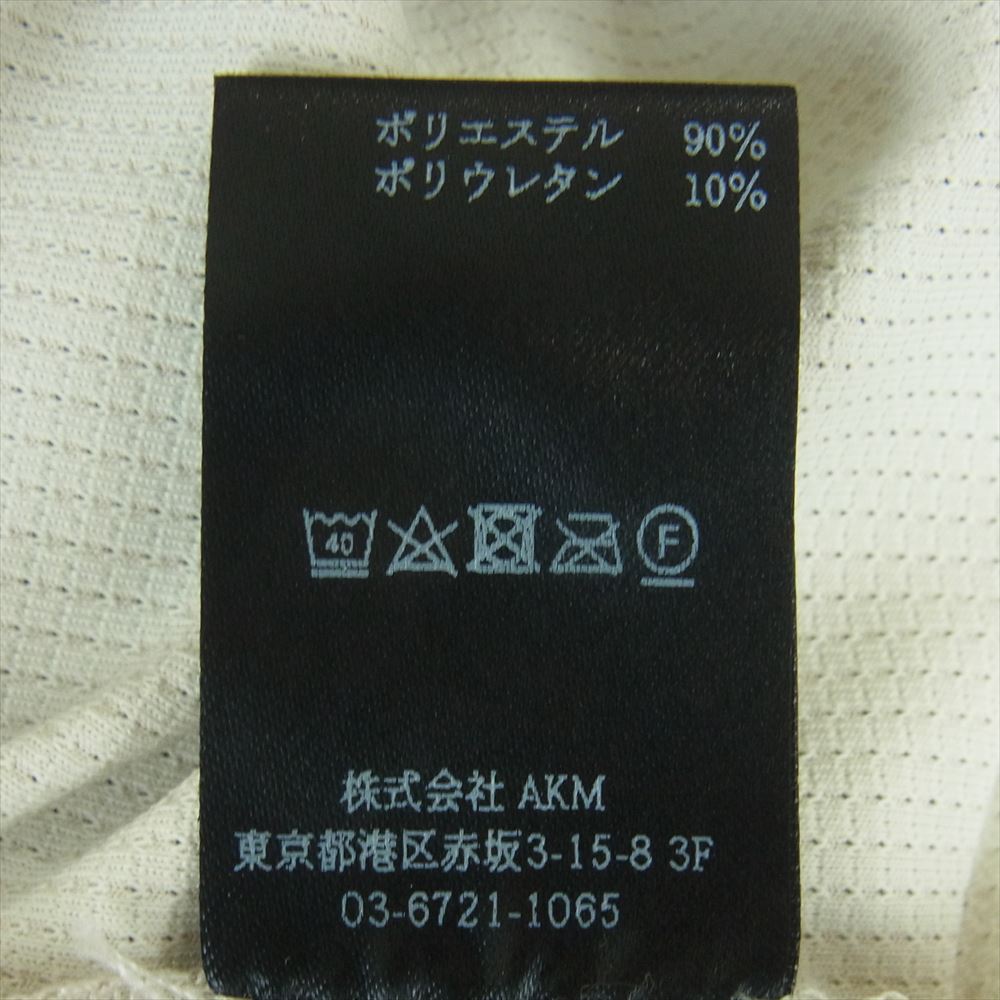 ポリエステル 90%
ポリウレタン 10%
40 F
株式会社 AKM
東京都港区赤坂3-15-8 3F
03-6721-1065